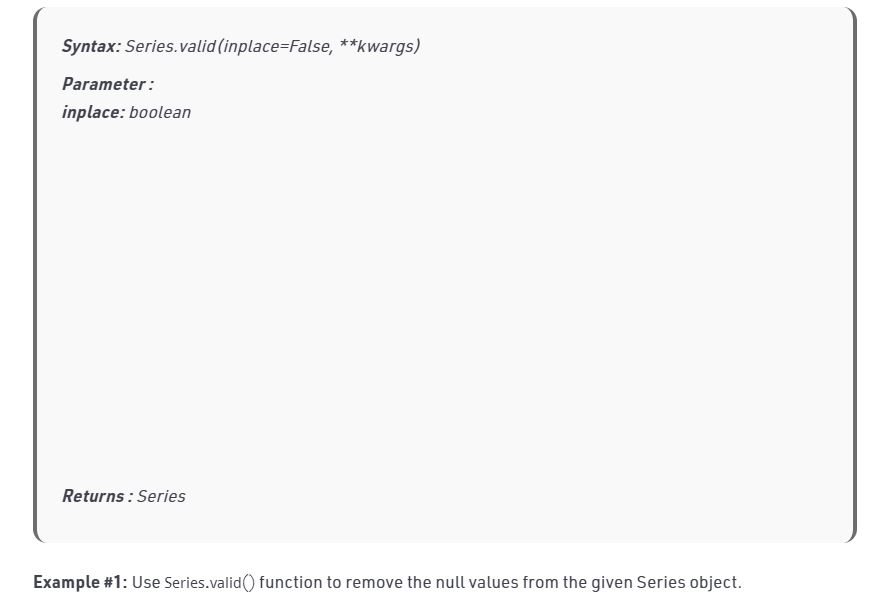 Syntax: Series.valid(inplace=False, **kwargs)
Parameter :
inplace: boolean
Returns : Series
Example #1: Use Series.valid() function to remove the null values from the given Series object.